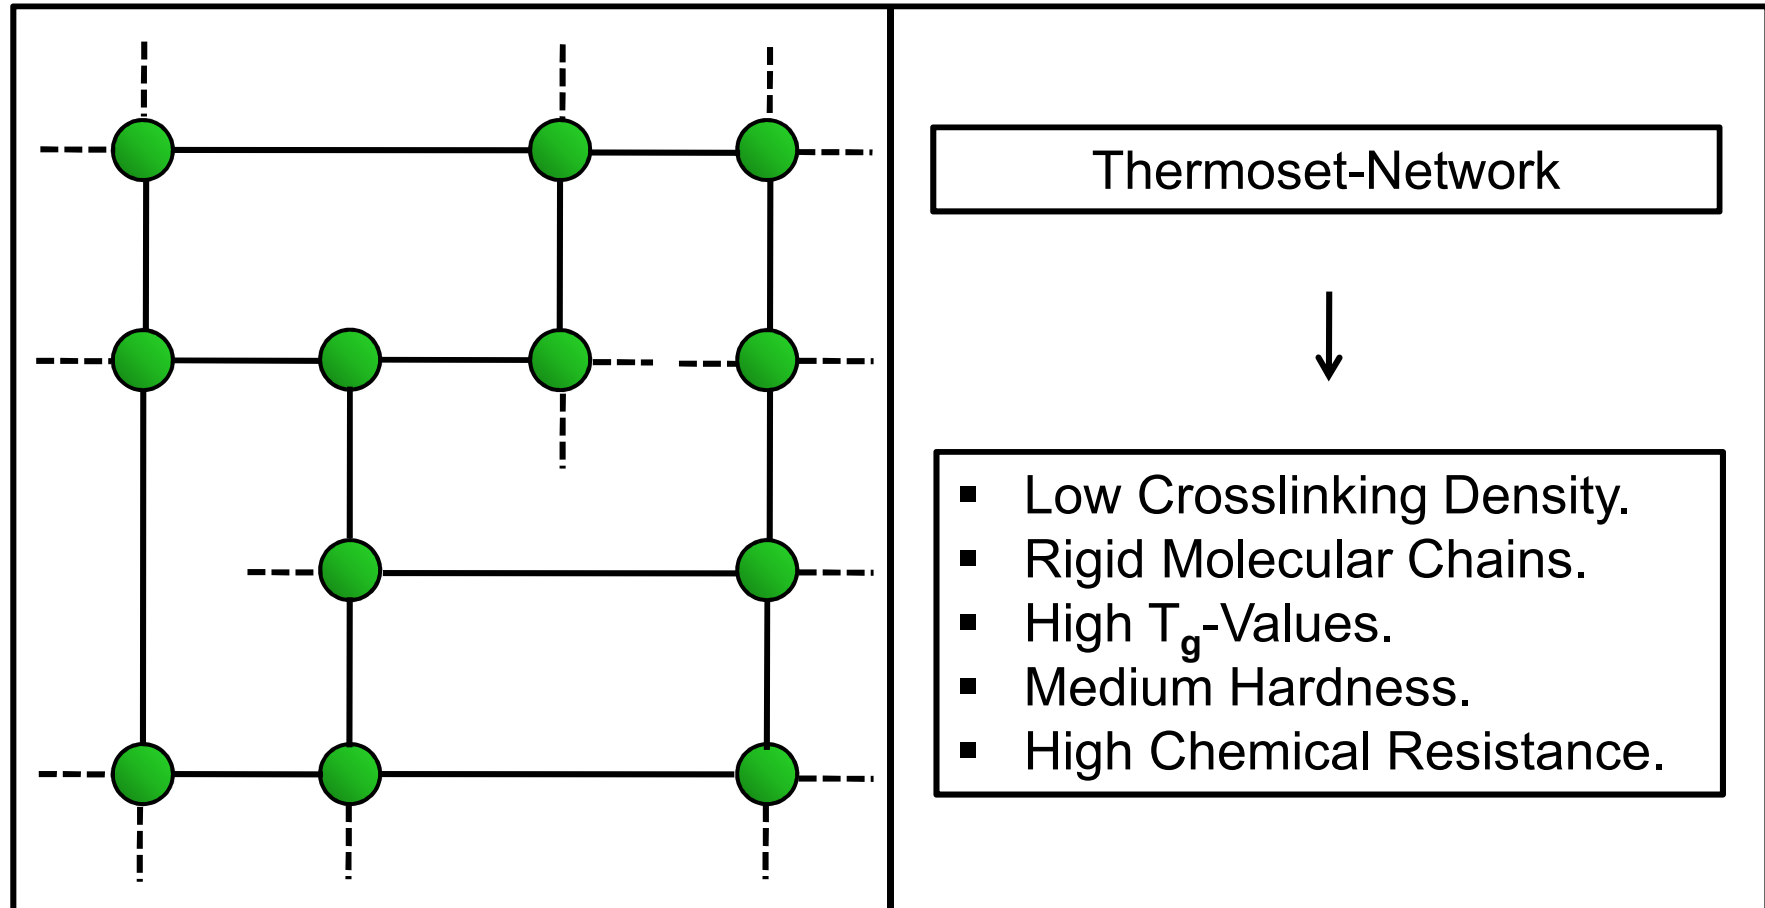 Thermoset-Network
▪ Low Crosslinking Density.
▪ Rigid Molecular Chains.
▪ High Tg-Values.
▪ Medium Hardness.
▪ High Chemical Resistance.